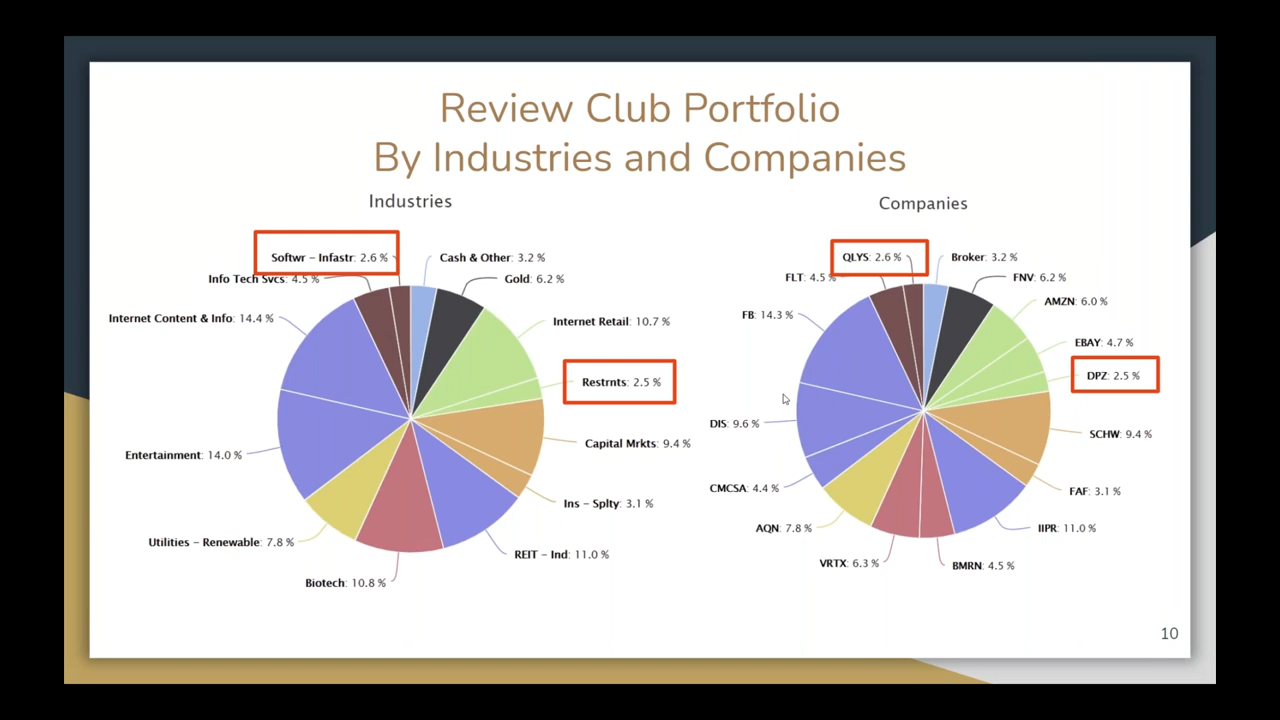 Review Club Portfolio
By Industries and Companies
Industries
Softwr - Infastr: 2.6 %
Cash & Other: 3.2 %
Info Tech Svcs: 4.5 %
Gold: 6.2 %
Internet Content & Info: 14.4 %
Internet Retail: 10.7 %
Restrnts: 2.5 %
Capital Mrkts: 9.4 %
Entertainment: 14.0 %
Ins - Splty: 3.1 %
Utilities - Renewable: 7.8 %
REIT - Ind: 11.0 %
Biotech: 10.8 %
Companies
QLYS: 2.6 %
Broker: 3.2 %
FLT: 4.5 %
FNV: 6.2 %
AMZN: 6.0 %
FB: 14.3 %
EBAY: 4.7 %
DPZ: 2.5 %
DIS: 9.6 %
SCHW: 9.4 %
CMCSA: 4.4 %
FAF: 3.1 %
AQN: 7.8 %
IIPR: 11.0 %
VRTX: 6.3 %
BMRN: 4.5 %
10